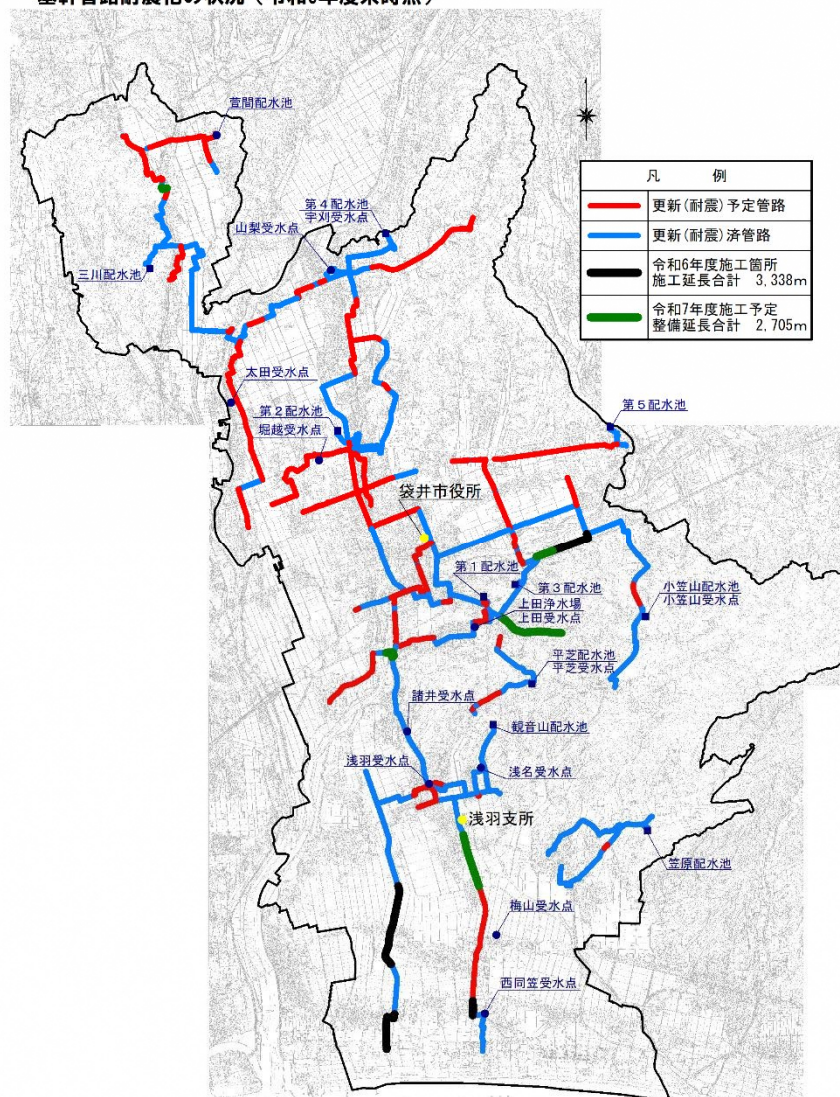 基幹管路耐震化の状況（令和6年度末時点）
菅間配水池
第4配水池
宇刈受水点
山梨受水点
三川配水池
凡　例
更新(耐震)予定管路
更新(耐震)済管路
令和6年度施工箇所
施工延長合計　3,338m
令和7年度施工予定
整備延長合計　2,705m
太田受水点
第2配水池
堀越受水点
第5配水池
袋井市役所
第1配水池
第3配水池
上田浄水場
上田受水点
小笠山配水池
小笠山受水点
平芝配水池
平芝受水点
諸井受水点
観音山配水池
浅羽受水点
浅名受水点
浅羽支所
笠原配水池
梅山受水点
西同笠受水点